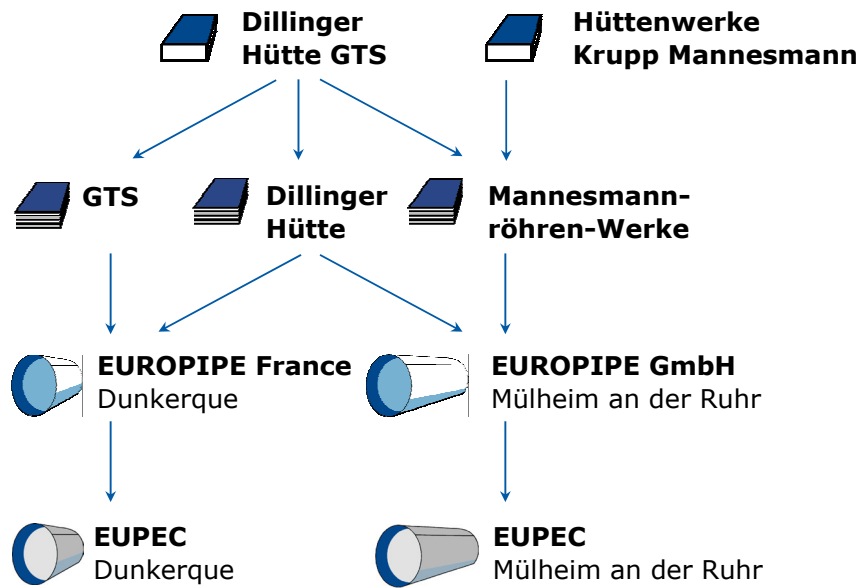 Dillinger
Hütte GTS
Hüttenwerke
Krupp Mannesmann
GTS
Dillinger
Hütte
Mannesmann-
röhren-Werke
EUROPIPE France
Dunkerque
EUROPIPE GmbH
Mülheim an der Ruhr
EUPEC
Dunkerque
EUPEC
Mülheim an der Ruhr